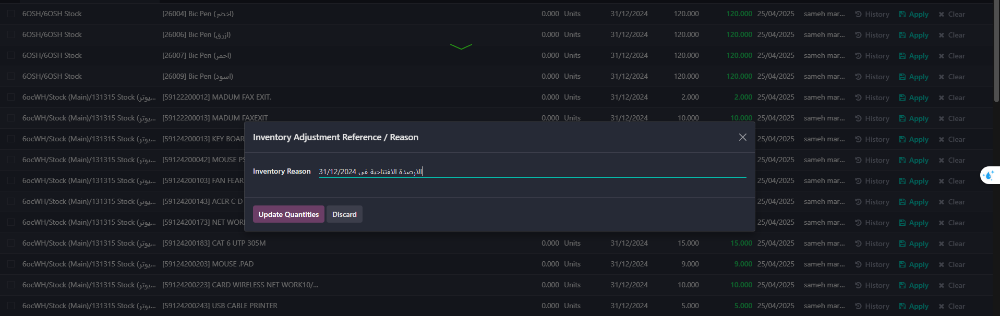 6OSH/6OSH Stock [26004] Bic Pen (اخضر) 0.000 Units 31/12/2024 120.000 120.000 25/04/2025 sameh mar... History Apply Clear
6OSH/6OSH Stock [26006] Bic Pen (ازرق) 0.000 Units 31/12/2024 120.000 120.000 25/04/2025 sameh mar... History Apply Clear
6OSH/6OSH Stock [26007] Bic Pen (احمر) 0.000 Units 31/12/2024 120.000 120.000 25/04/2025 sameh mar... History Apply Clear
6OSH/6OSH Stock [26009] Bic Pen (اسود) 0.000 Units 31/12/2024 120.000 120.000 25/04/2025 sameh mar... History Apply Clear
6ocWH/Stock (Main)/131315 Stock (يوتر... [59122200012] MADUM FAX EXIT. 0.000 Units 31/12/2024 2.000 2.000 25/04/2025 sameh mar... History Apply Clear
6ocWH/Stock (Main)/131315 Stock (يوتر... [59122200013] MADUM FAXEXIT 0.000 Units 31/12/2024 10.000 10.000 25/04/2025 sameh mar... History Apply Clear
6ocWH/Stock (Main)/131315 Stock (يوتر... [59124200013] KEY BOAR 25/04/2025 sameh mar... History Apply Clear
6ocWH/Stock (Main)/131315 Stock (يوتر... [59124200042] MOUSE PS 25/04/2025 sameh mar... History Apply Clear
6ocWH/Stock (Main)/131315 Stock (يوتر... [59124200103] FAN FEAR 25/04/2025 sameh mar... History Apply Clear
6ocWH/Stock (Main)/131315 Stock (يوتر... [59124200143] ACER C D 25/04/2025 sameh mar... History Apply Clear
6ocWH/Stock (Main)/131315 Stock (يوتر... [59124200173] NET WOR 25/04/2025 sameh mar... History Apply Clear
6ocWH/Stock (Main)/131315 Stock (يوتر... [59124200183] CAT 6 UTP 305M 0.000 Units 31/12/2024 15.000 15.000 25/04/2025 sameh mar... History Apply Clear
6ocWH/Stock (Main)/131315 Stock (يوتر... [59124200203] MOUSE .PAD 0.000 Units 31/12/2024 9.000 9.000 25/04/2025 sameh mar... History Apply Clear
6ocWH/Stock (Main)/131315 Stock (يوتر... [59124200223] CARD WIRELESS NET WORK10/... 0.000 Units 31/12/2024 10.000 10.000 25/04/2025 sameh mar... History Apply Clear
6ocWH/Stock (Main)/131315 Stock (يوتر... [59124200243] USB CABLE PRINTER 0.000 Units 31/12/2024 5.000 5.000 25/04/2025 sameh mar... History Apply Clear
Inventory Adjustment Reference / Reason
Inventory Reason الارصدة الافتتاحية في 31/12/2024
Update Quantities Discard